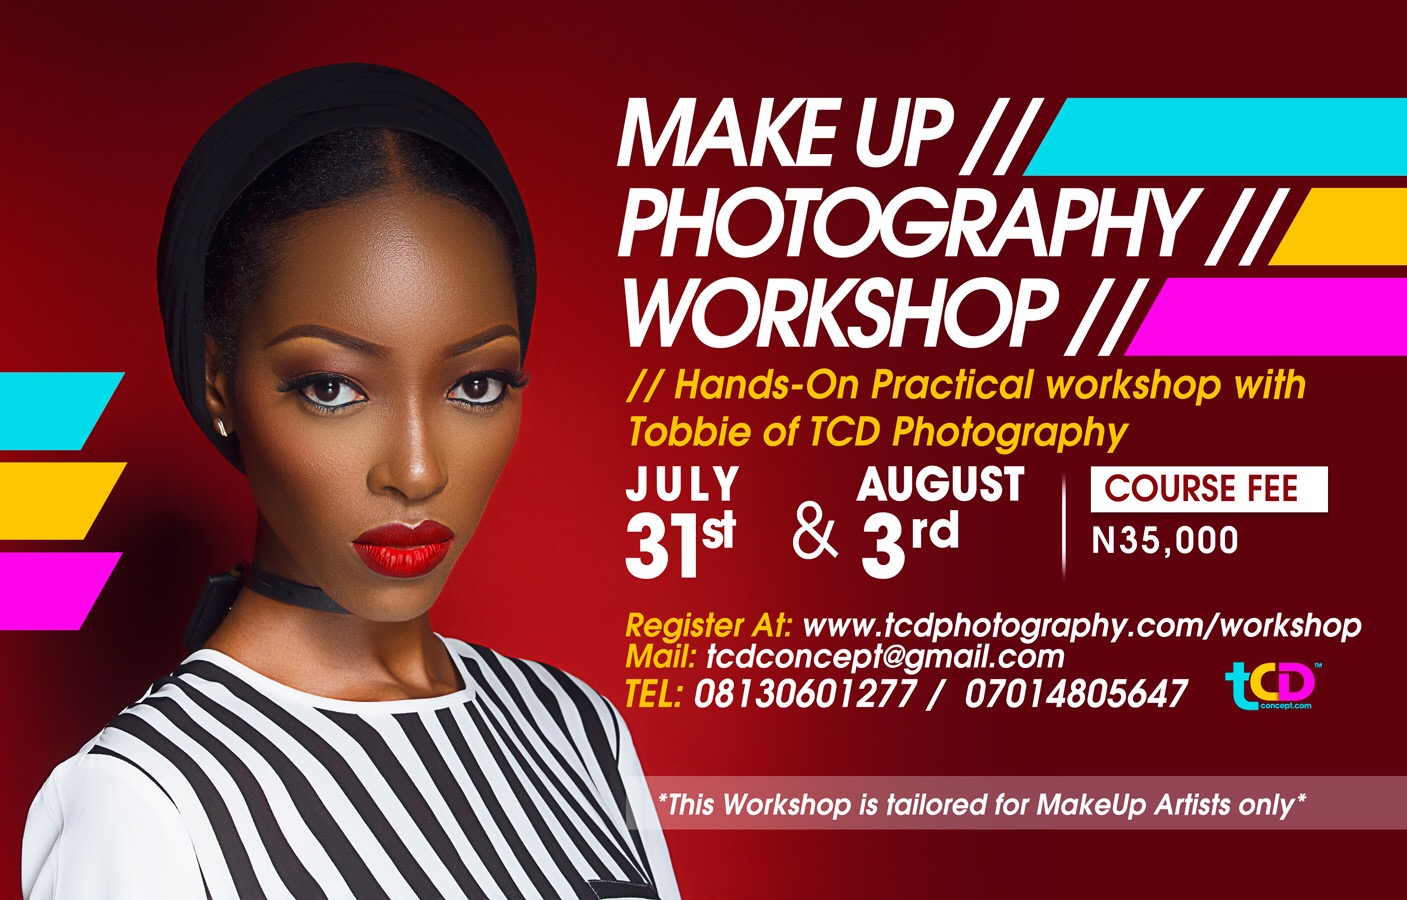 MAKE UP //
PHOTOGRAPHY //
WORKSHOP //
// Hands-On Practical workshop with
Tobbie of TCD Photography
JULY
31st
&
AUGUST
3rd
COURSE FEE
N35,000
Register At: www.tcdphotography.com/workshop
Mail: tcdconcept@gmail.com
TEL: 08130601277 / 07014805647
tCD™
concept.com
*This Workshop is tailored for MakeUp Artists only*